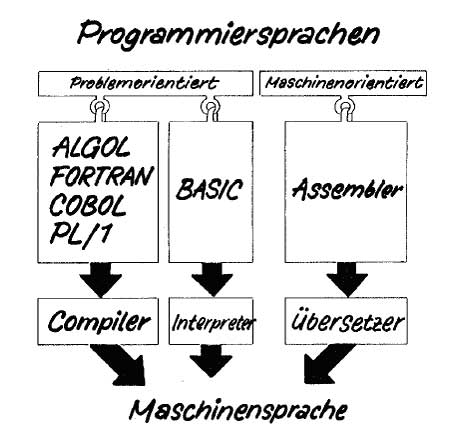 Programmiersprachen
Problemorientiert
Maschinenorientiert
ALGOL
FORTRAN
COBOL
PL/1
BASIC
Assembler
Compiler
Interpreter
Übersetzer
Maschinensprache